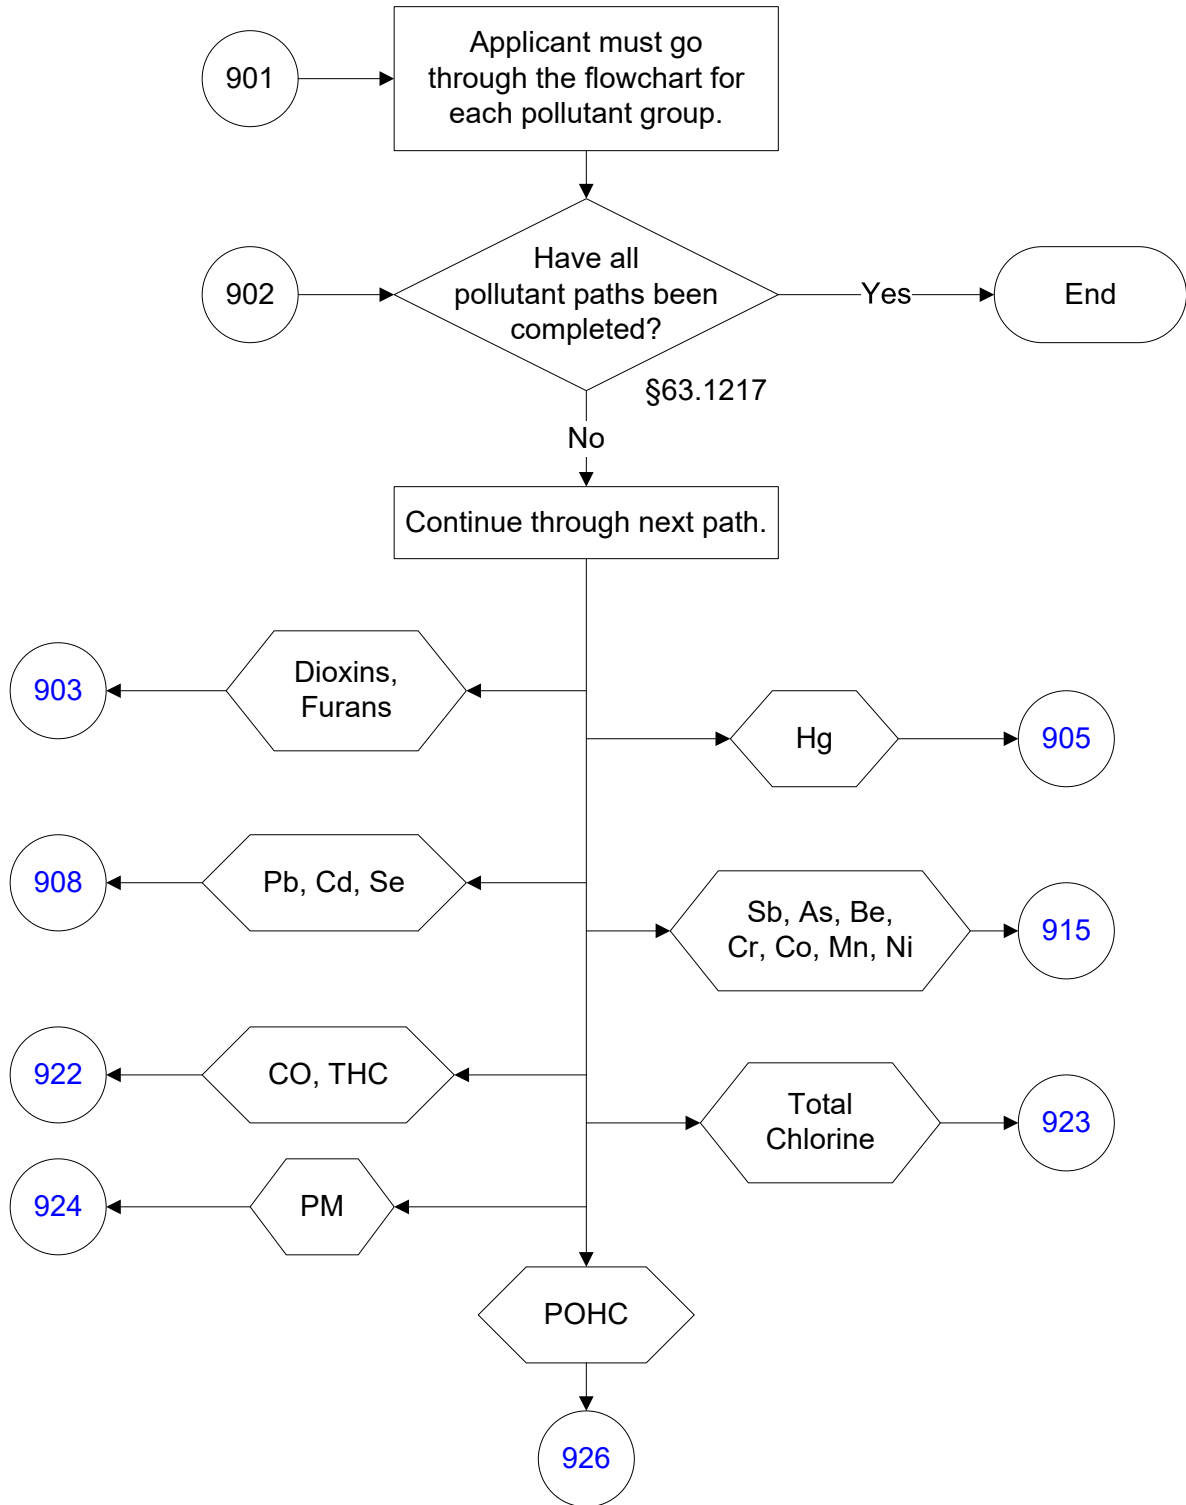 901
Applicant must go
through the flowchart for
each pollutant group.
902
Have all
pollutant paths been
completed?
Yes
End
§63.1217
No
Continue through next path.
903
Dioxins,
Furans
Hg
905
908
Pb, Cd, Se
Sb, As, Be,
Cr, Co, Mn, Ni
915
922
CO, THC
Total
Chlorine
923
924
PM
POHC
926